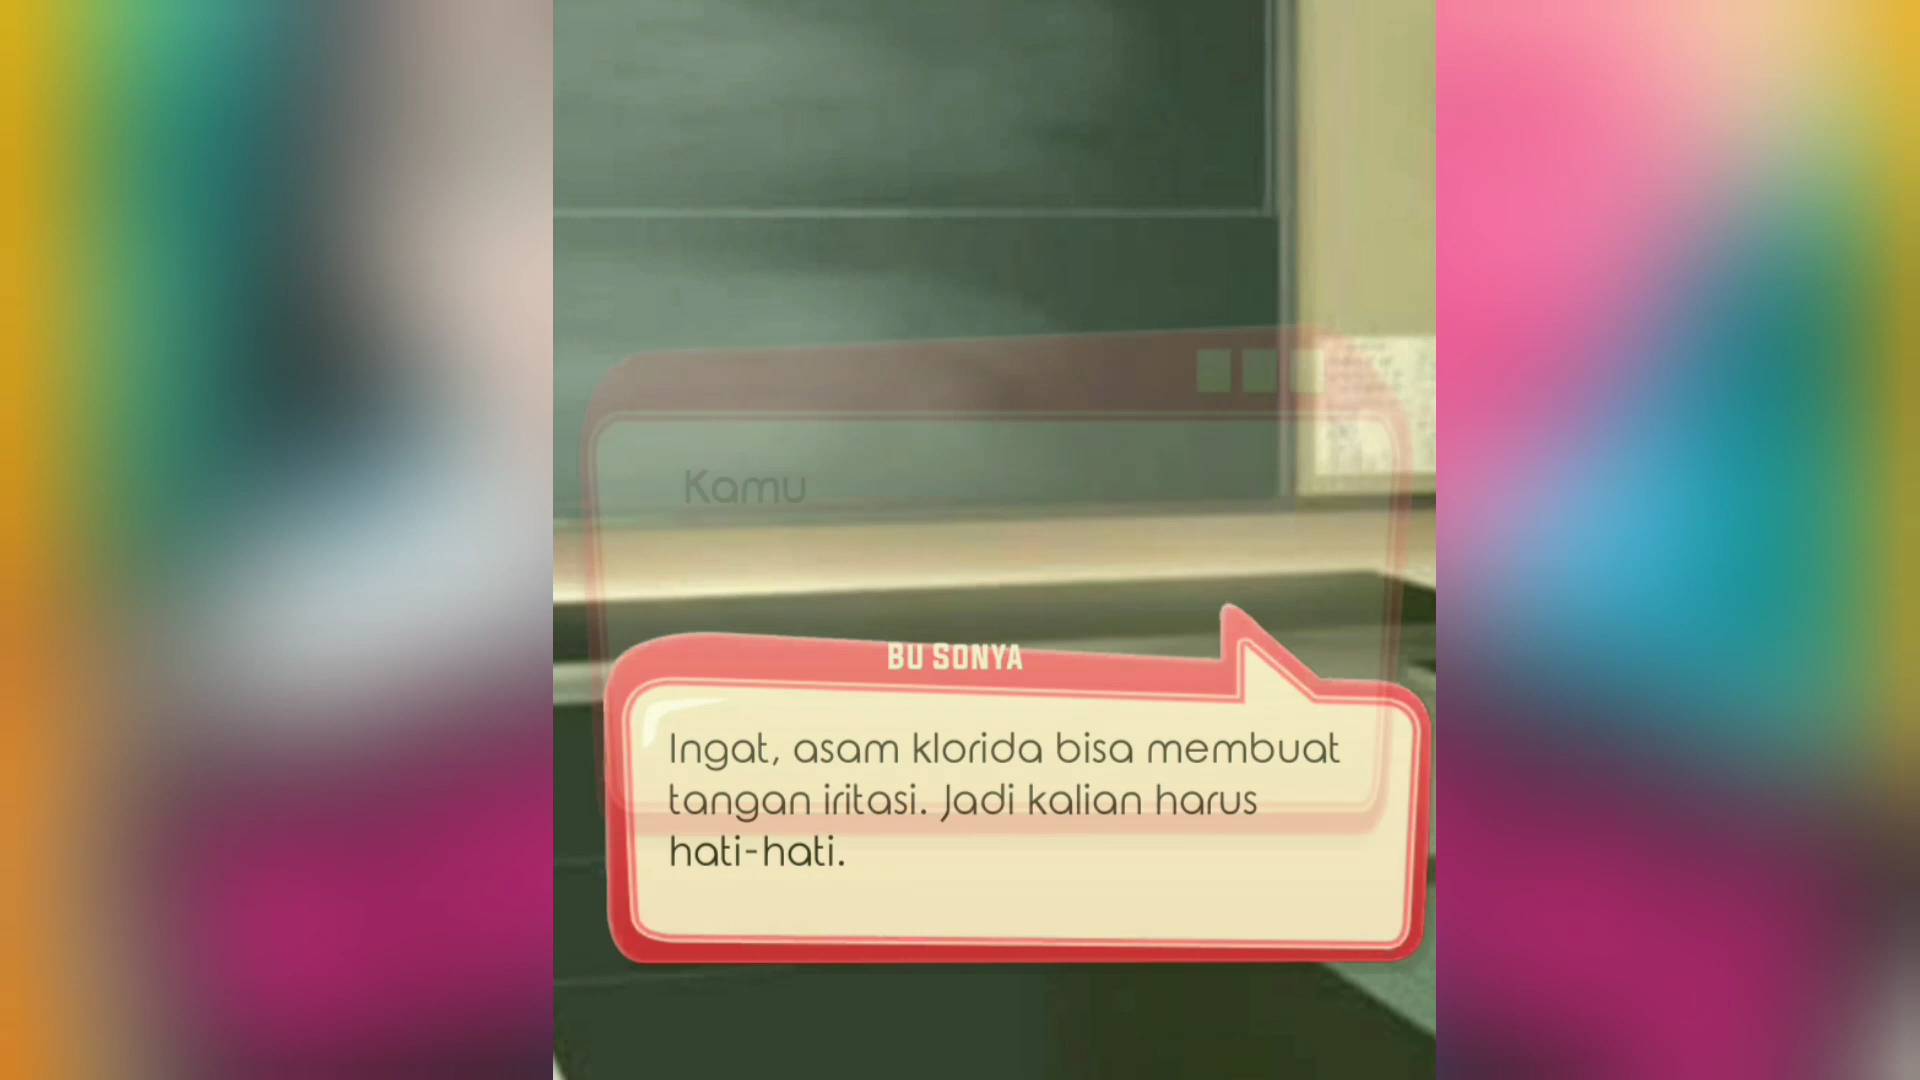 Kamu
BU SONYA
Ingat, asam klorida bisa membuat
tangan iritasi. Jadi kalian harus
hati-hati.